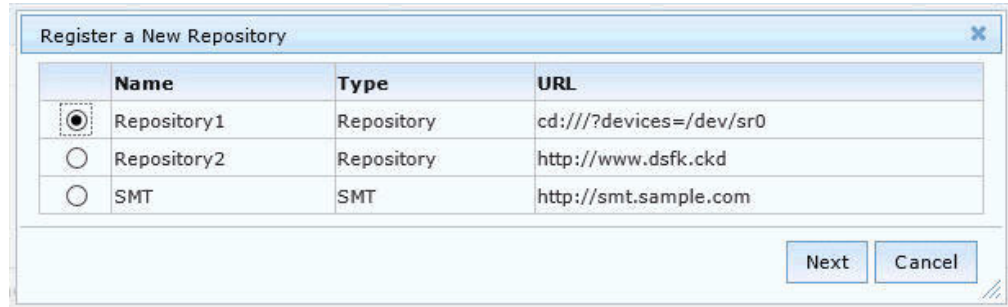 Register a New Repository
Name Type URL
Repository1 Repository cd:///?devices=/dev/sr0
Repository2 Repository http://www.dsfk.ckd
SMT SMT http://smt.sample.com
Next Cancel